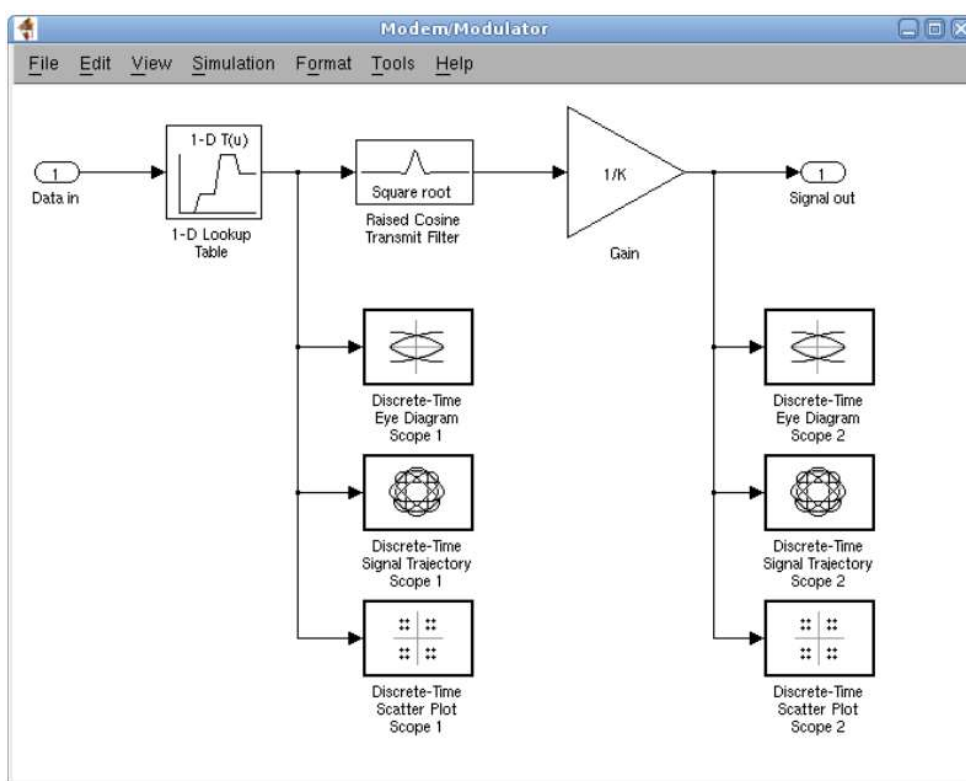 Modem/Modulator
File Edit View Simulation Format Tools Help
1-D T(u)
1
Data in
1-D Lookup
Table
Square root
Raised Cosine
Transmit Filter
1/K
Gain
1
Signal out
Discrete-Time
Eye Diagram
Scope 1
Discrete-Time
Eye Diagram
Scope 2
Discrete-Time
Signal Trajectory
Scope 1
Discrete-Time
Signal Trajectory
Scope 2
Discrete-Time
Scatter Plot
Scope 1
Discrete-Time
Scatter Plot
Scope 2